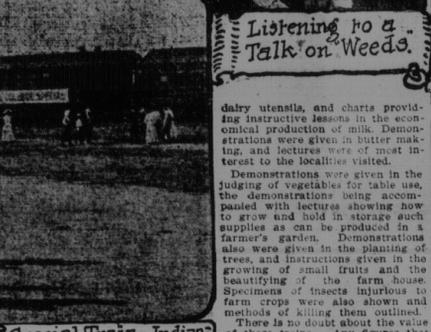 Listening to a
Talk on Weeds.
dairy utensils, and charts provid-
ing instructive lessons in the econ-
omical production of milk. Demon-
strations were given in butter mak-
ing, and lectures were of most in-
terest to the localities visited.
Demonstrations were given in the
judging of vegetables for table use,
the demonstrations being accom-
panied with lectures showing how
to grow and hold in storage such
supplies as can be produced in a
farmer's garden. Demonstrations
also were given in the planting of
trees, and instructions given in the
growing of small fruits and the
beautifying of the farm house.
Specimens of insects injurious to
farm crops were also shown and
methods of killing them outlined.
There is no doubt about the value
Special Train, Indian-